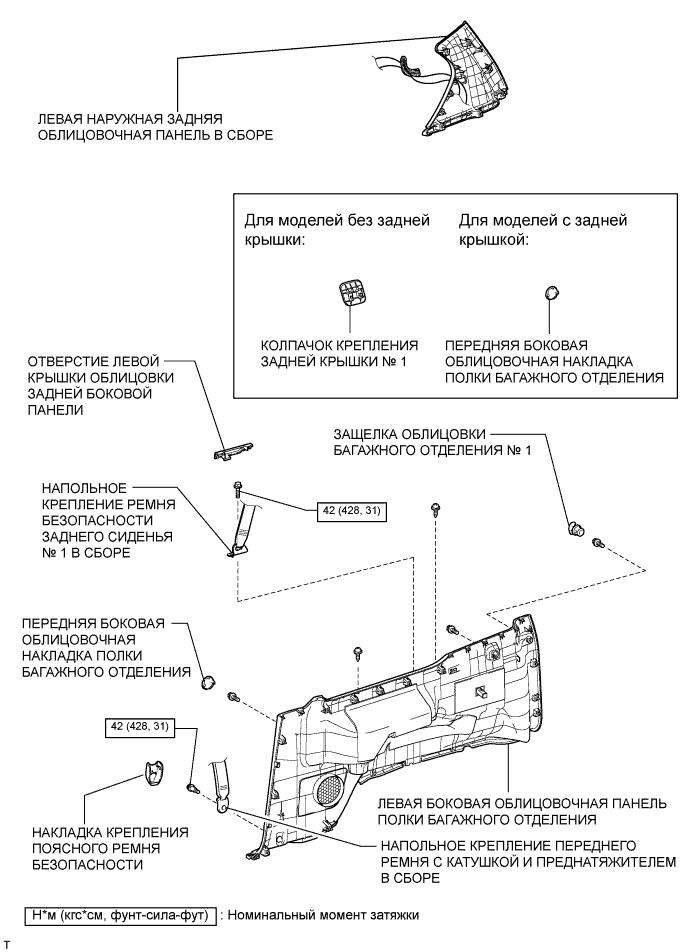 ЛЕВАЯ НАРУЖНАЯ ЗАДНЯЯ
ОБЛИЦОВОЧНАЯ ПАНЕЛЬ В СБОРЕ
Для моделей без задней
крышки:
Для моделей с задней
крышкой:
КОЛПАЧОК КРЕПЛЕНИЯ
ЗАДНЕЙ КРЫШКИ № 1
ПЕРЕДНЯЯ БОКОВАЯ
ОБЛИЦОВОЧНАЯ НАКЛАДКА
ПОЛКИ БАГАЖНОГО ОТДЕЛЕНИЯ
ОТВЕРСТИЕ ЛЕВОЙ
КРЫШКИ ОБЛИЦОВКИ
ЗАДНЕЙ БОКОВОЙ
ПАНЕЛИ
ЗАЩЕЛКА ОБЛИЦОВКИ
БАГАЖНОГО ОТДЕЛЕНИЯ № 1
НАПОЛЬНОЕ
КРЕПЛЕНИЕ РЕМНЯ
БЕЗОПАСНОСТИ
ЗАДНЕГО СИДЕНЬЯ
№ 1 В СБОРЕ
42 (428, 31)
ПЕРЕДНЯЯ БОКОВАЯ
ОБЛИЦОВОЧНАЯ
НАКЛАДКА ПОЛКИ
БАГАЖНОГО ОТДЕЛЕНИЯ
42 (428, 31)
НАКЛАДКА КРЕПЛЕНИЯ
ПОЯСНОГО РЕМНЯ
БЕЗОПАСНОСТИ
ЛЕВАЯ БОКОВАЯ ОБЛИЦОВОЧНАЯ ПАНЕЛЬ
ПОЛКИ БАГАЖНОГО ОТДЕЛЕНИЯ
НАПОЛЬНОЕ КРЕПЛЕНИЕ ПЕРЕДНЕГО
РЕМНЯ С КАТУШКОЙ И ПРЕДНАТЯЖИТЕЛЕМ
В СБОРЕ
Н*м (кгс*см, фунт-сила-фут) : Номинальный момент затяжки
T